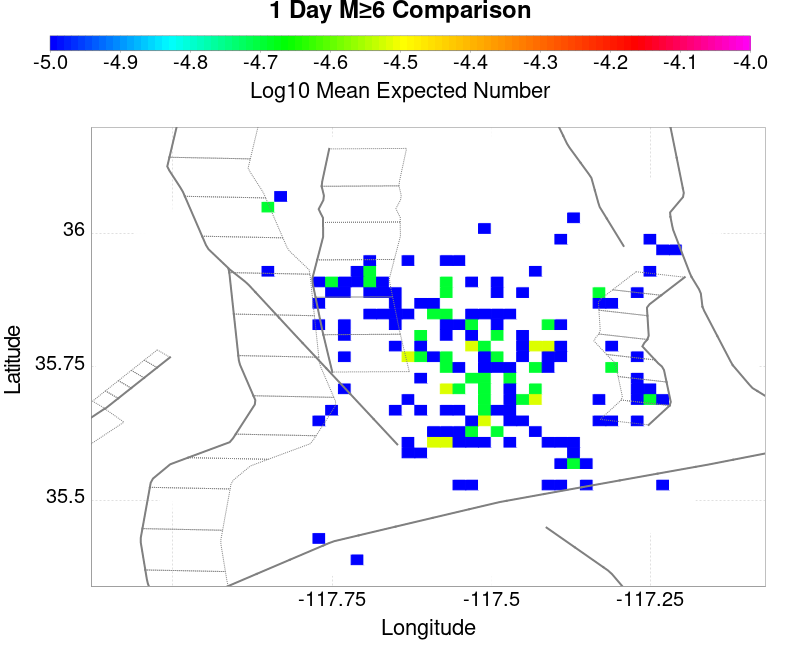 1 Day M≥6 Comparison
-5.0 -4.9 -4.8 -4.7 -4.6 -4.5 -4.4 -4.3 -4.2 -4.1 -4.0
Log10 Mean Expected Number
36
35.75
35.5
Latitude
-117.75 -117.5 -117.25
Longitude